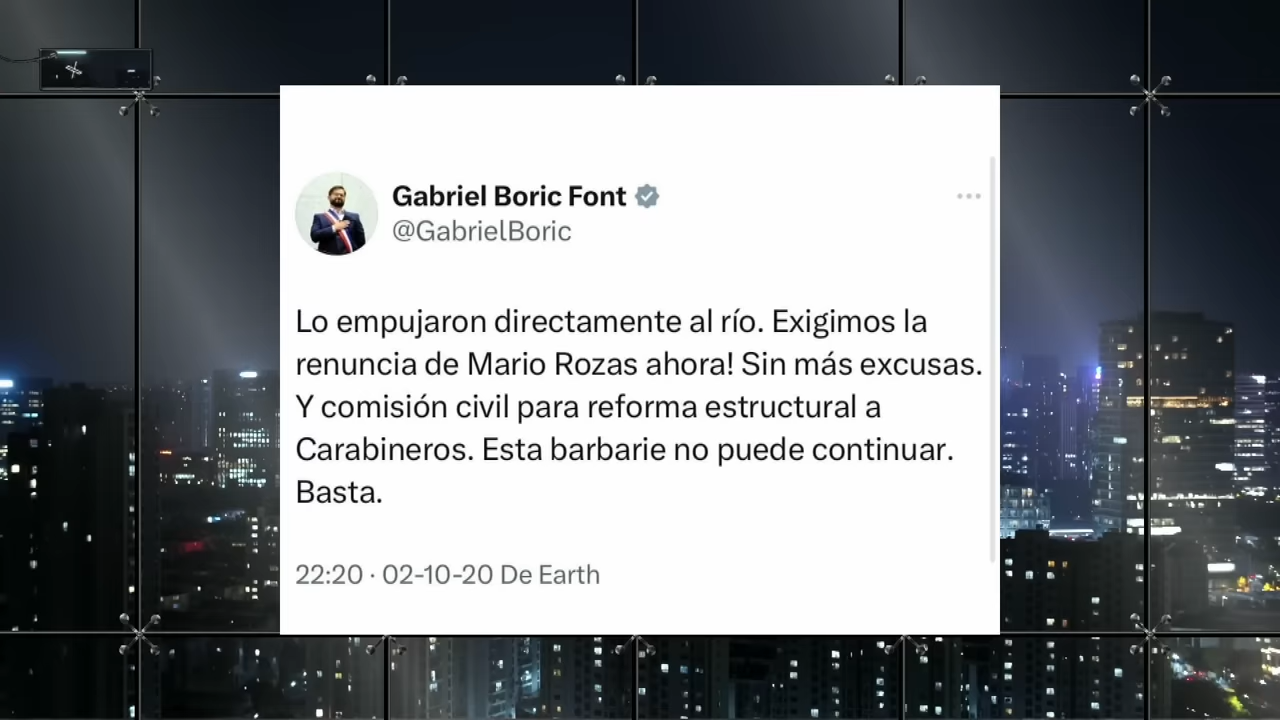 Gabriel Boric Font
@GabrielBoric
Lo empujaron directamente al río. Exigimos la
renuncia de Mario Rozas ahora! Sin más excusas.
Y comisión civil para reforma estructural a
Carabineros. Esta barbarie no puede continuar.
Basta.
22:20 · 02-10-20 De Earth